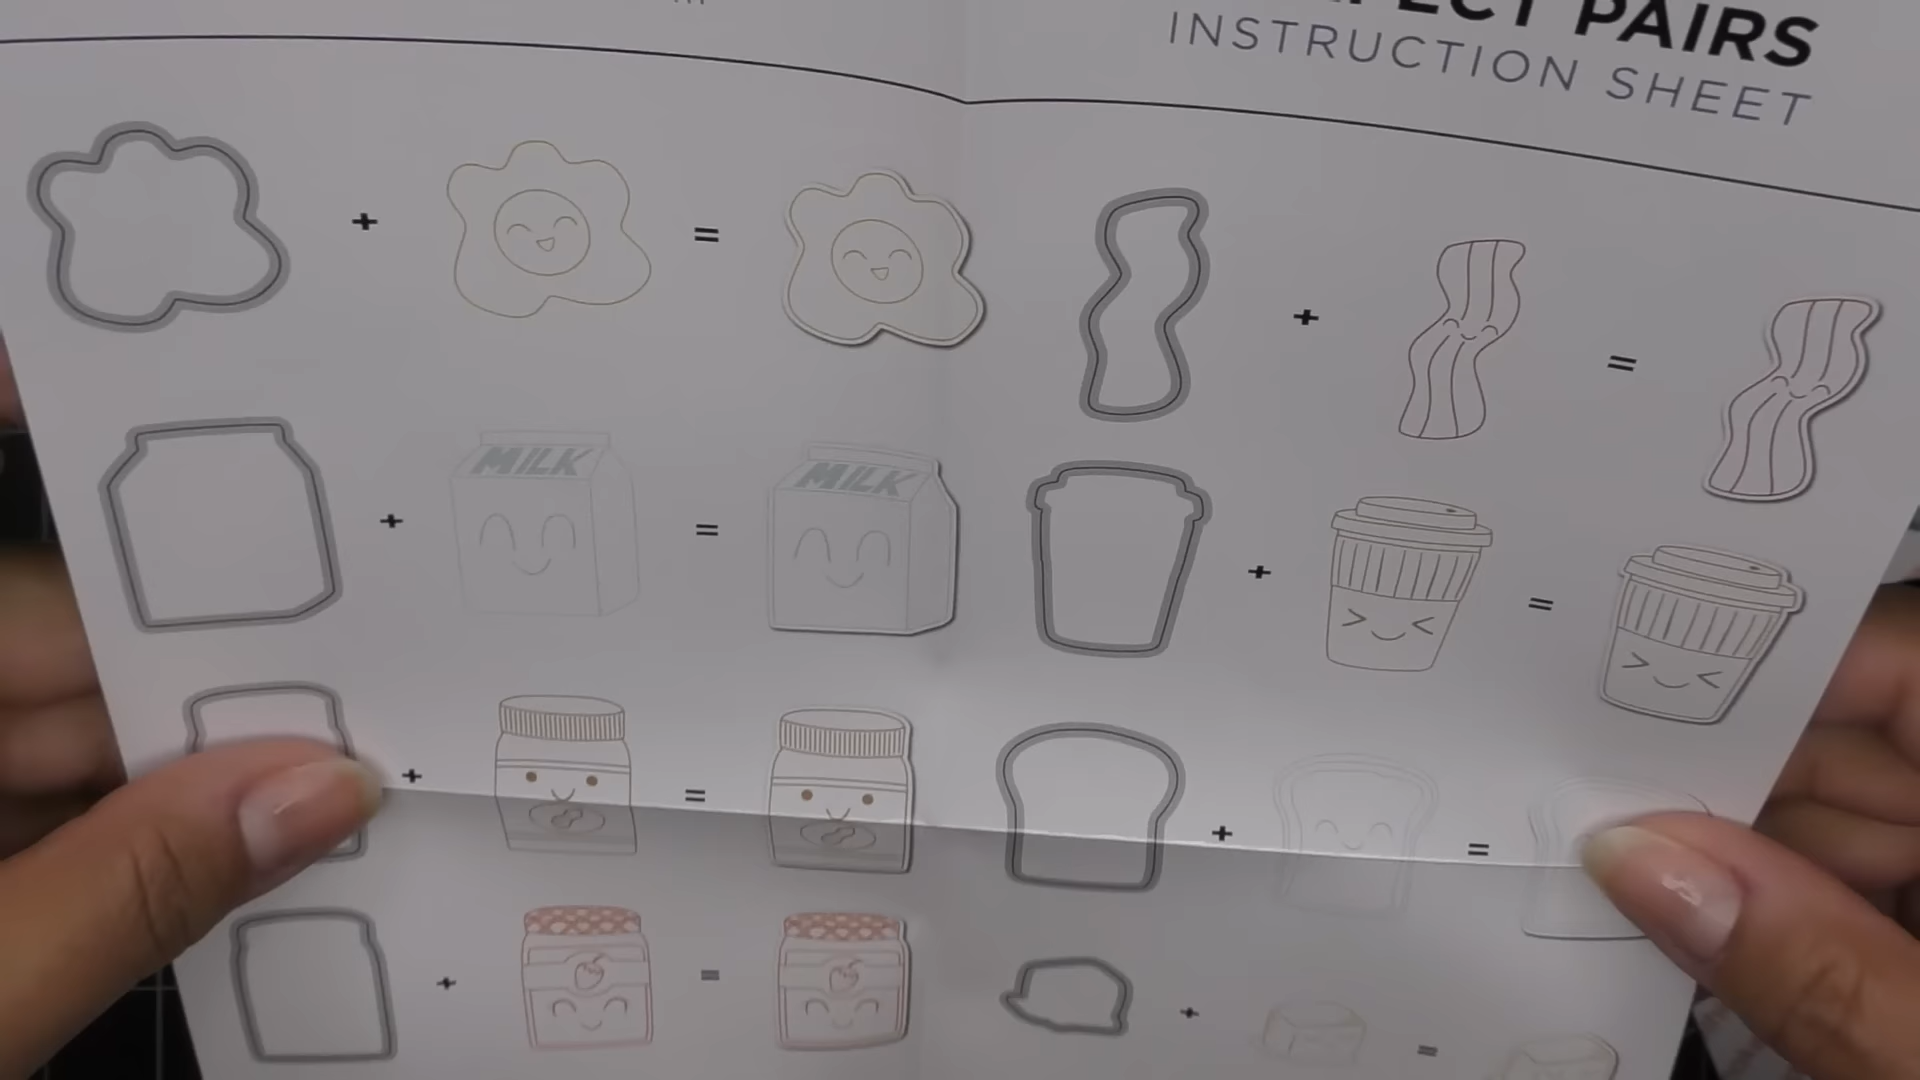 PAIRS
INSTRUCTION SHEET
+ = + =
MILK MILK
+ = + =
+ = + =
+ = + =